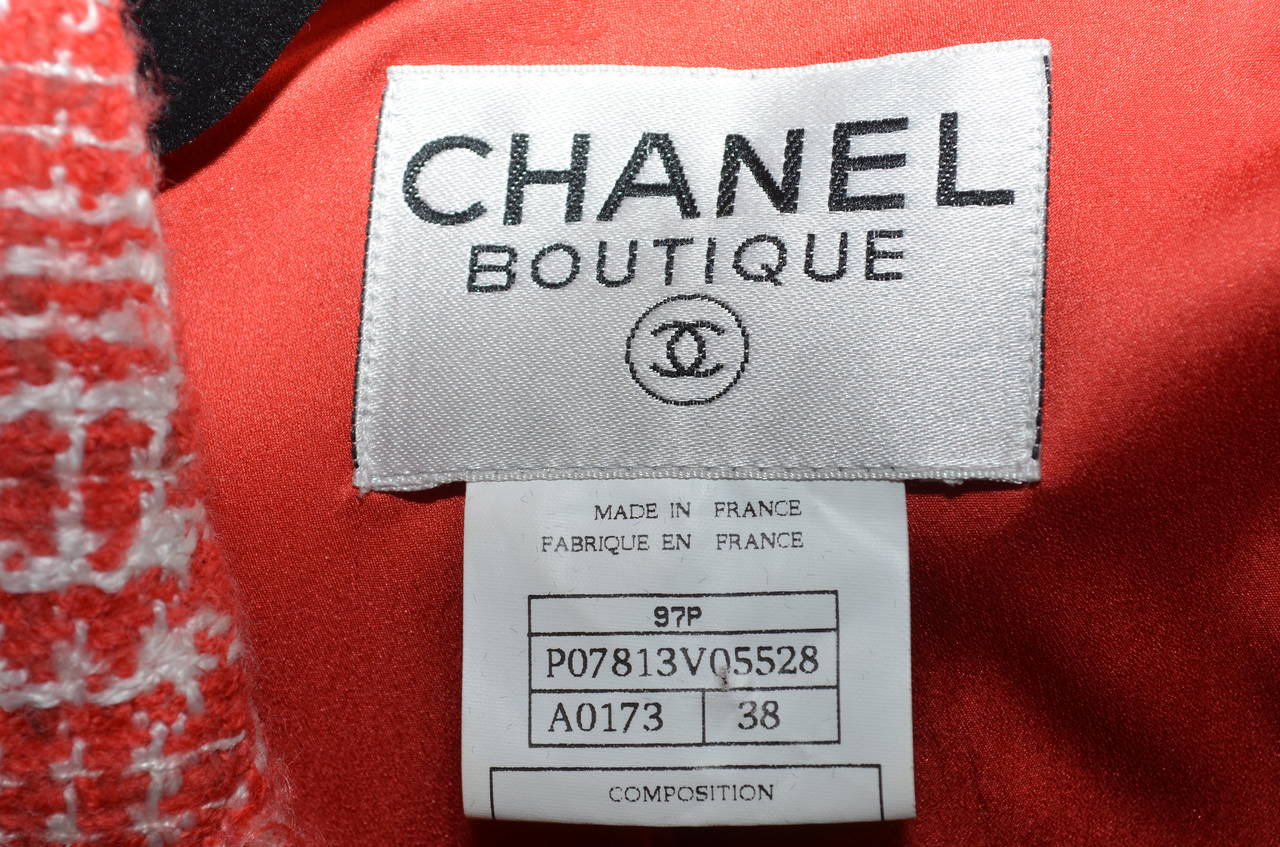 CHANEL
BOUTIQUE
MADE IN FRANCE
FABRIQUE EN FRANCE
97P
P07813V05528
A0173 38
COMPOSITION